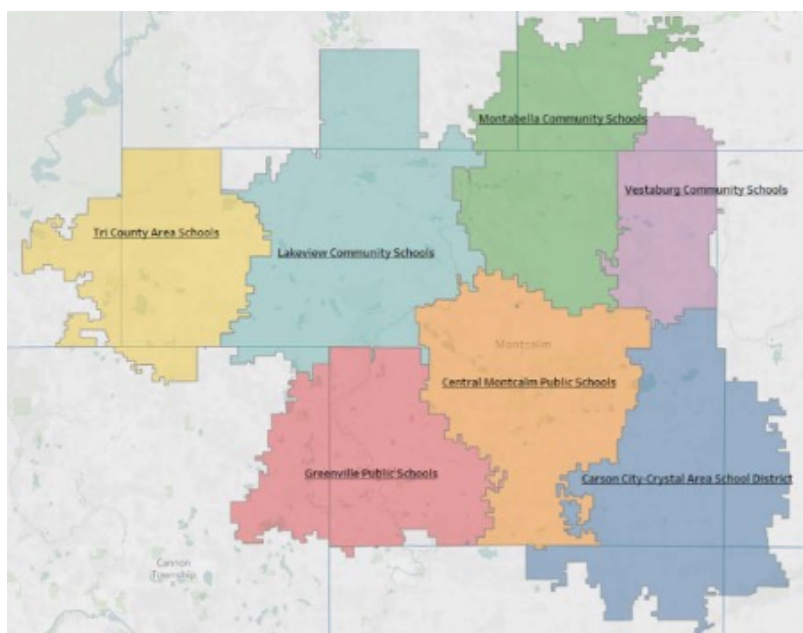 Montabella Community Schools
Vestaburg Community Schools
Tri County Area Schools
Lakeview Community Schools
Montcalm
Central Montcalm Public Schools
Greenville Public Schools
Carson City-Crystal Area School District
Cannon
Township